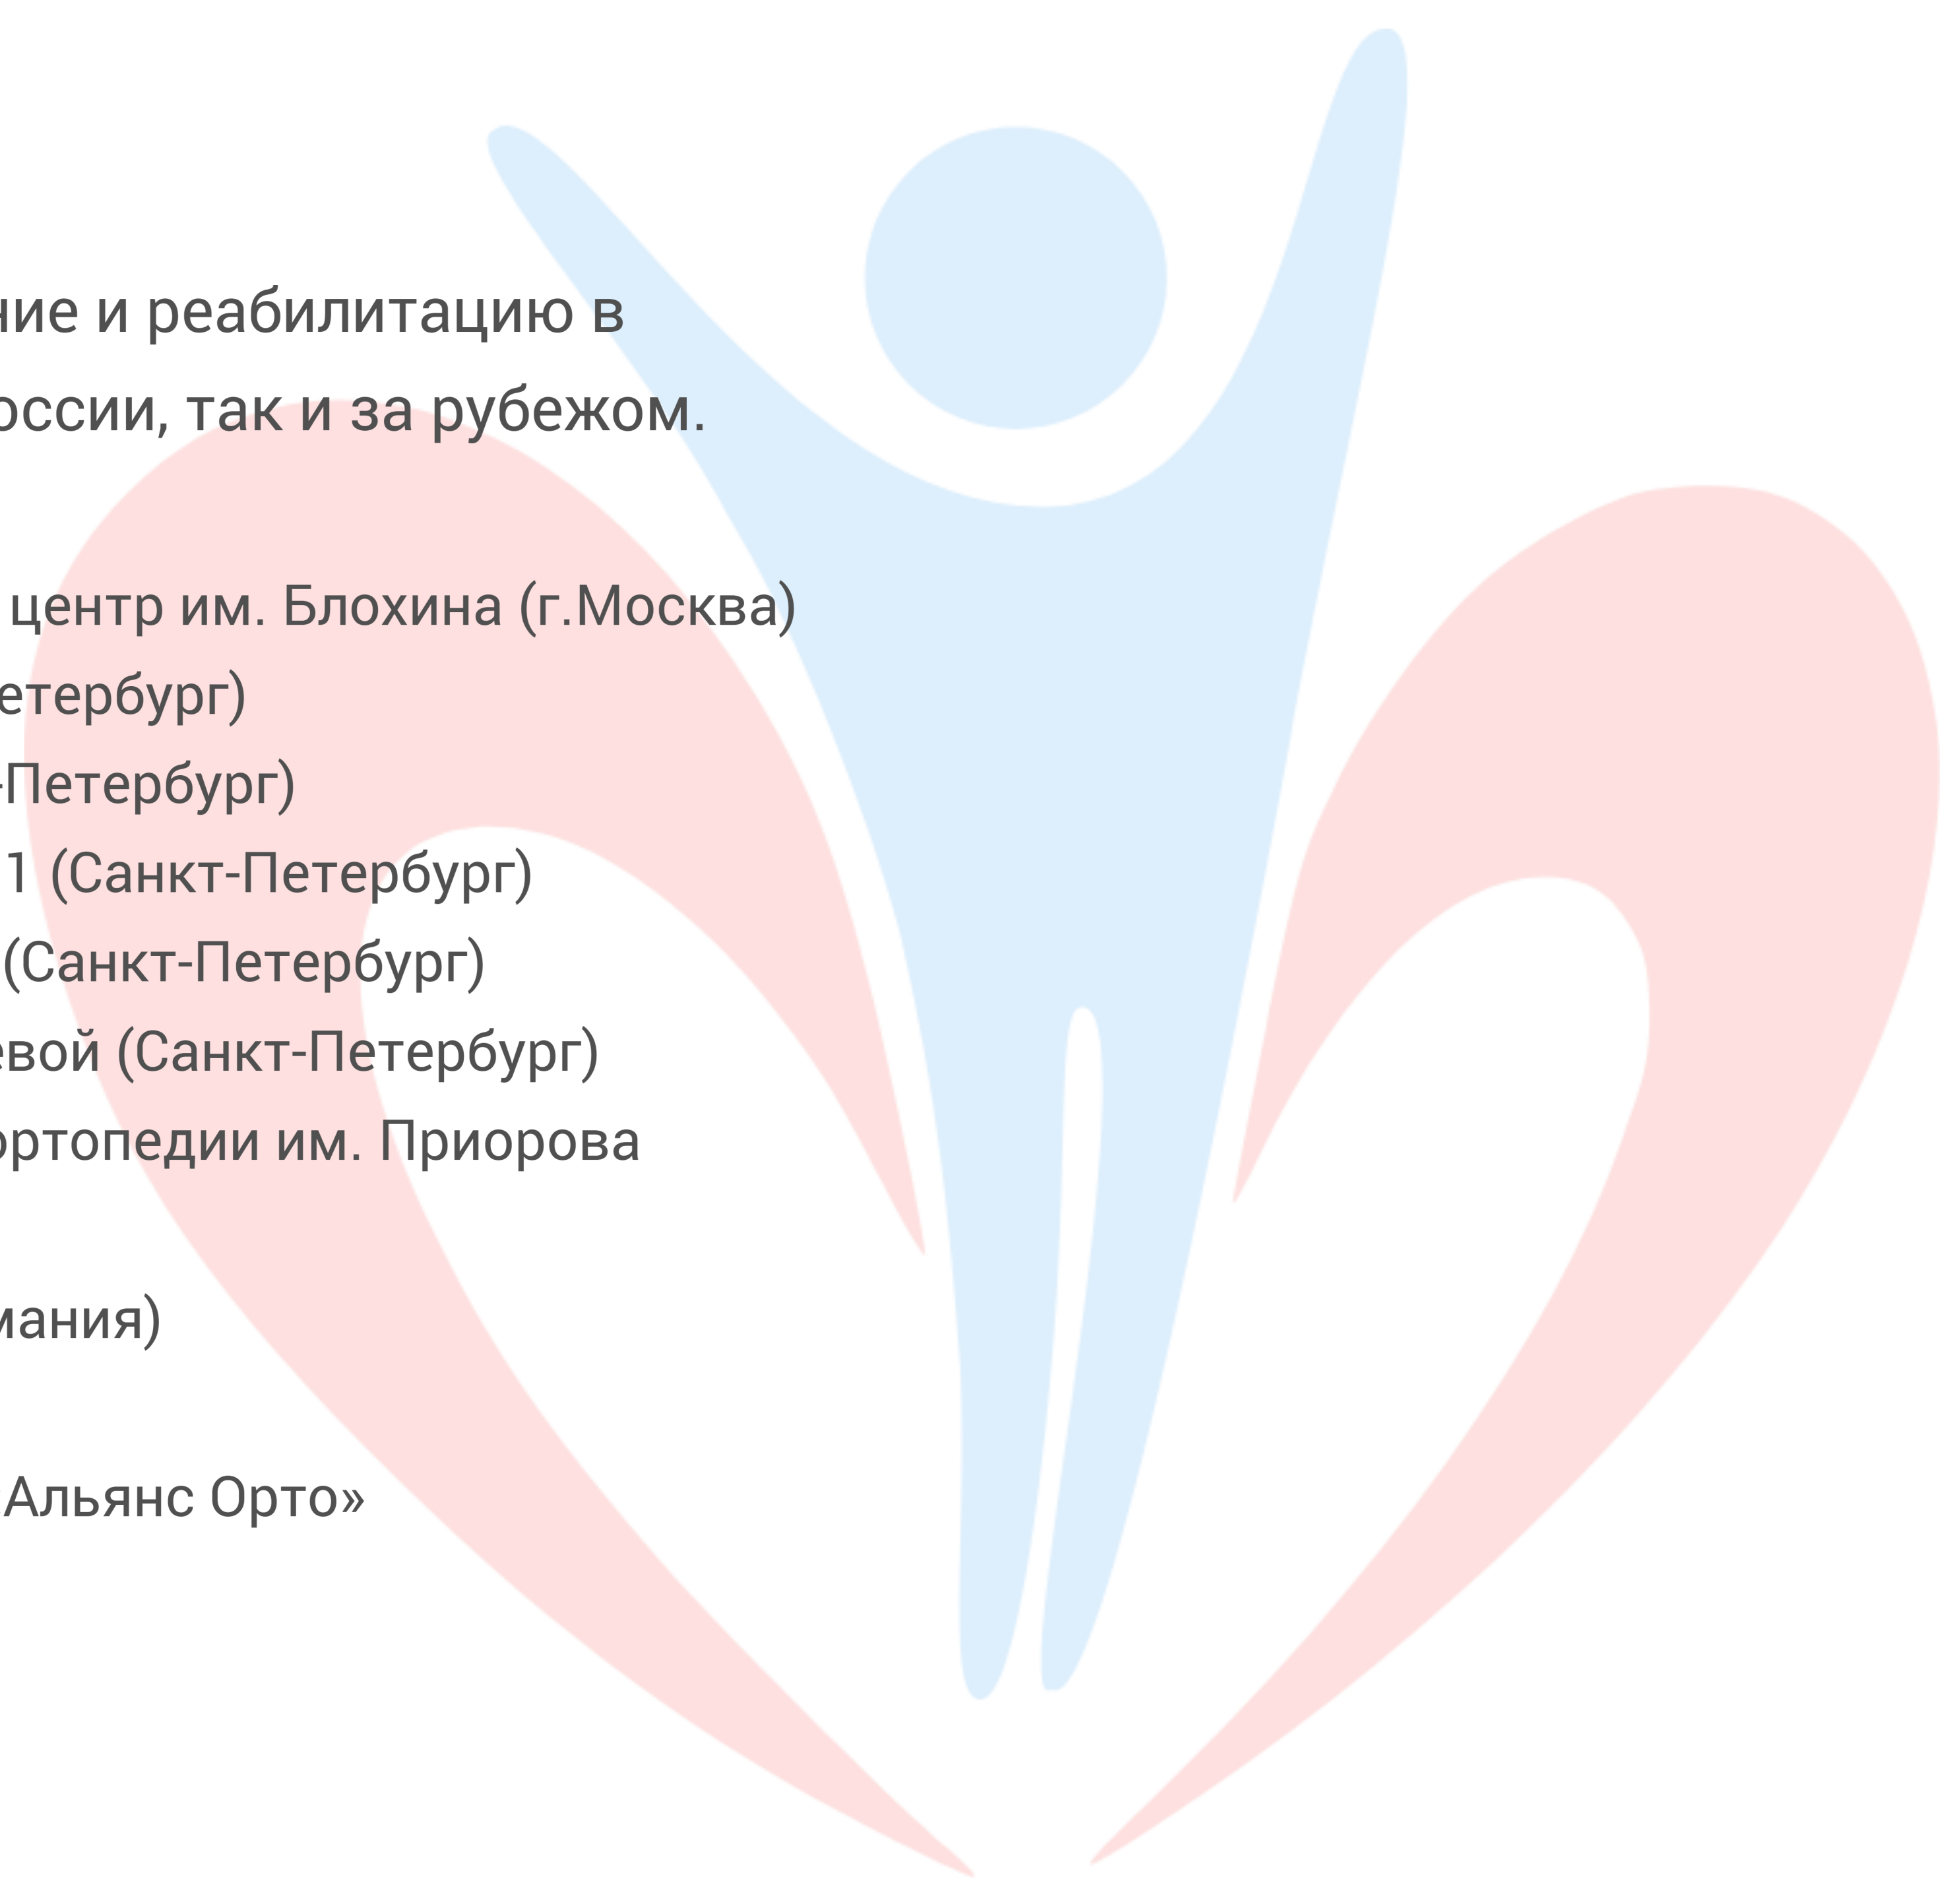 ние и реабилитацию в
оссии, так и за рубежом.
центр им. Блохина (г.Москва)
етербург)
-Петербург)
1 (Санкт-Петербург)
(Санкт-Петербург)
евой (Санкт-Петербург)
ортопедии им. Приорова
мания)
Альянс Орто»